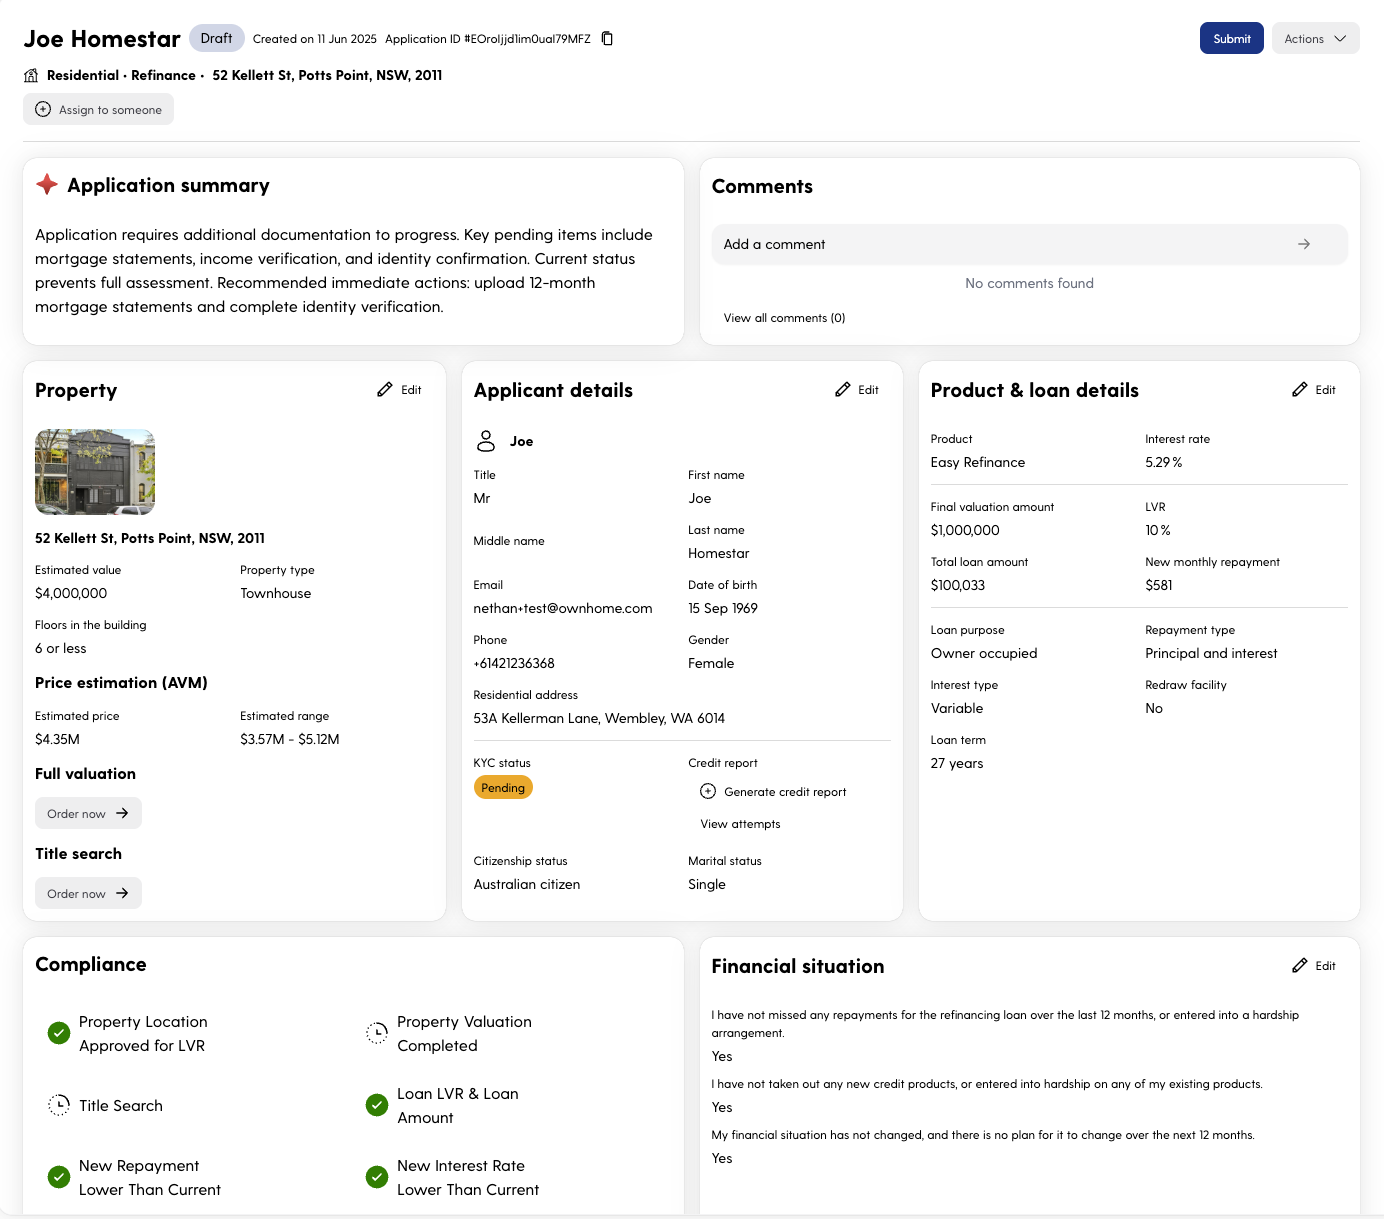 Joe Homestar
Draft
Created on 11 Jun 2025
Application ID #EOroljjd1im0ual79MFZ
Submit
Actions
Residential · Refinance · 52 Kellett St, Potts Point, NSW, 2011
Assign to someone
Application summary
Application requires additional documentation to progress. Key pending items include
mortgage statements, income verification, and identity confirmation. Current status
prevents full assessment. Recommended immediate actions: upload 12-month
mortgage statements and complete identity verification.
Comments
Add a comment
No comments found
View all comments (0)
Property
Edit
52 Kellett St, Potts Point, NSW, 2011
Estimated value
$4,000,000
Property type
Townhouse
Floors in the building
6 or less
Price estimation (AVM)
Estimated price
$4.35M
Estimated range
$3.57M - $5.12M
Full valuation
Order now
Title search
Order now
Applicant details
Edit
Joe
Title
Mr
First name
Joe
Middle name
Last name
Homestar
Email
nethan+test@ownhome.com
Date of birth
15 Sep 1969
Phone
+61421236368
Gender
Female
Residential address
53A Kellerman Lane, Wembley, WA 6014
KYC status
Pending
Credit report
Generate credit report
View attempts
Citizenship status
Australian citizen
Marital status
Single
Product & loan details
Edit
Product
Easy Refinance
Interest rate
5.29 %
Final valuation amount
$1,000,000
LVR
10 %
Total loan amount
$100,033
New monthly repayment
$581
Loan purpose
Owner occupied
Repayment type
Principal and interest
Interest type
Variable
Redraw facility
No
Loan term
27 years
Compliance
Property Location
Approved for LVR
Property Valuation
Completed
Title Search
Loan LVR & Loan
Amount
New Repayment
Lower Than Current
New Interest Rate
Lower Than Current
Financial situation
Edit
I have not missed any repayments for the refinancing loan over the last 12 months, or entered into a hardship
arrangement.
Yes
I have not taken out any new credit products, or entered into hardship on any of my existing products.
Yes
My financial situation has not changed, and there is no plan for it to change over the next 12 months.
Yes